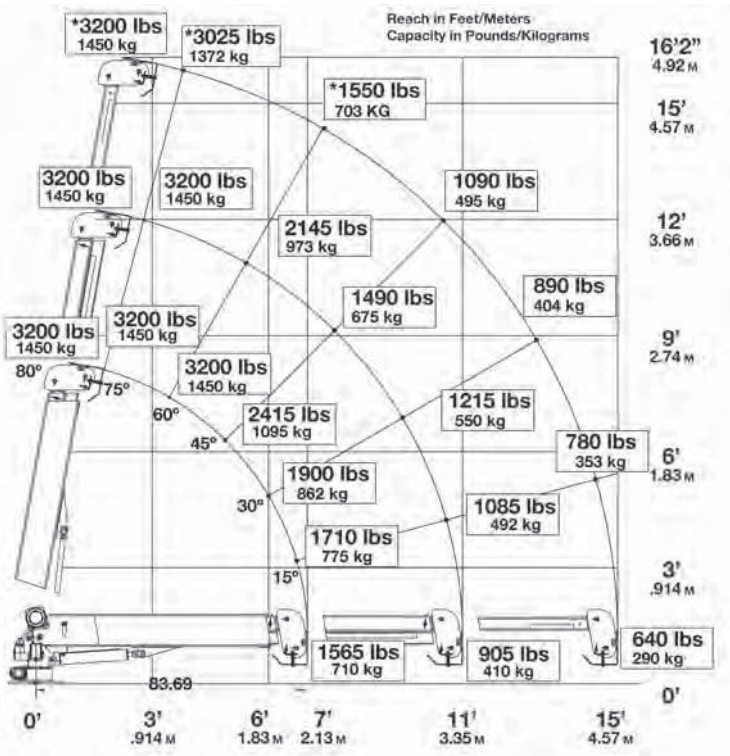 Reach in Feet/Meters
Capacity in Pounds/Kilograms
*3200 lbs
1450 kg
*3025 lbs
1372 kg
16'2"
4.92 M
*1550 lbs
703 KG
15'
4.57 M
3200 lbs
1450 kg
3200 lbs
1450 kg
1090 lbs
495 kg
12'
3.66 M
2145 lbs
973 kg
890 lbs
404 kg
1490 lbs
675 kg
3200 lbs
1450 kg
3200 lbs
1450 kg
9'
2.74 M
80°
75°
3200 lbs
1450 kg
60°
1215 lbs
550 kg
2415 lbs
1095 kg
45°
780 lbs
353 kg
6'
1.83 M
1900 lbs
862 kg
30°
1085 lbs
492 kg
1710 lbs
775 kg
15°
3'
.914 M
1565 lbs
710 kg
905 lbs
410 kg
640 lbs
290 kg
83.69
0'
0'
3'
.914 M
6'
1.83 M
7'
2.13 M
11'
3.35 M
15'
4.57 M